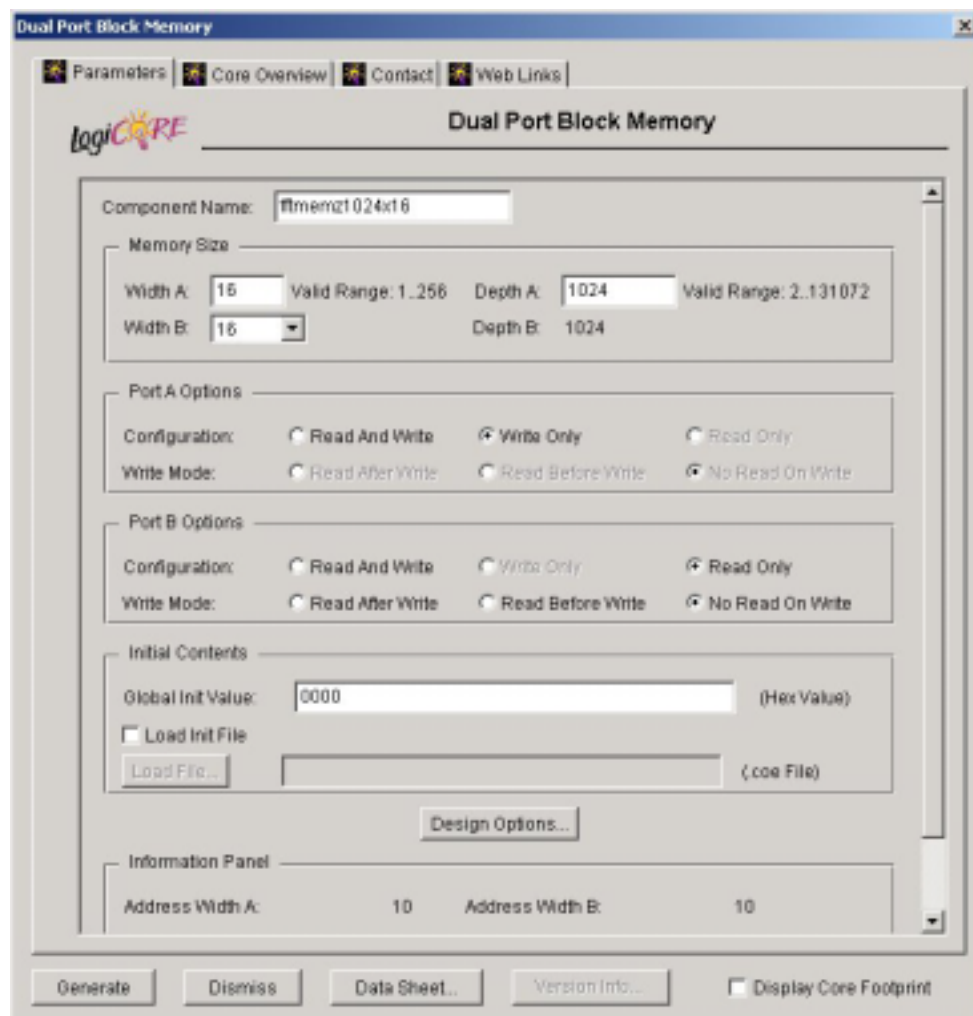 Dual Port Block Memory
Parameters Core Overview Contact Web Links
logiCORE Dual Port Block Memory
Component Name: fftmemz1024x16
Memory Size
Width A: 16 Valid Range: 1..256 Depth A: 1024 Valid Range: 2..131072
Width B: 16 Depth B: 1024
Port A Options
Configuration: Read And Write Write Only Read Only
Write Mode: Read After Write Read Before Write No Read On Write
Port B Options
Configuration: Read And Write Write Only Read Only
Write Mode: Read After Write Read Before Write No Read On Write
Initial Contents
Global Init Value: 0000 (Hex Value)
Load Init File
Load File... (.coe File)
Design Options...
Information Panel
Address Width A: 10 Address Width B: 10
Generate Dismiss Data Sheet... Version Info... Display Core Footprint